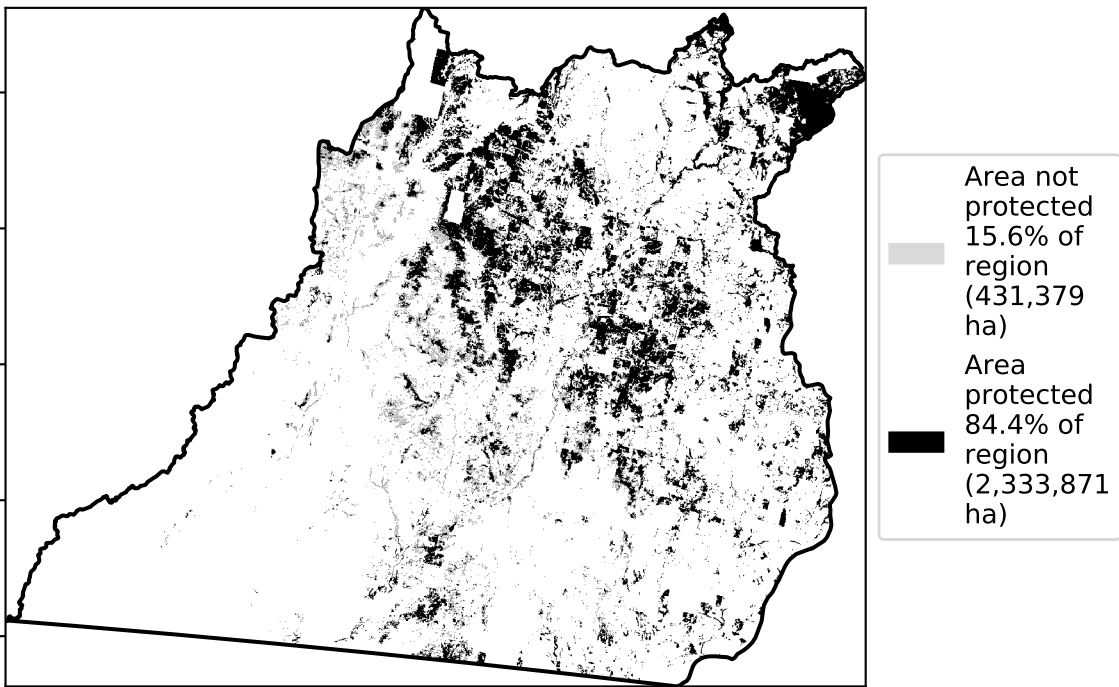 Area not
protected
15.6% of
region
(431,379
ha)
Area
protected
84.4% of
region
(2,333,871
ha)